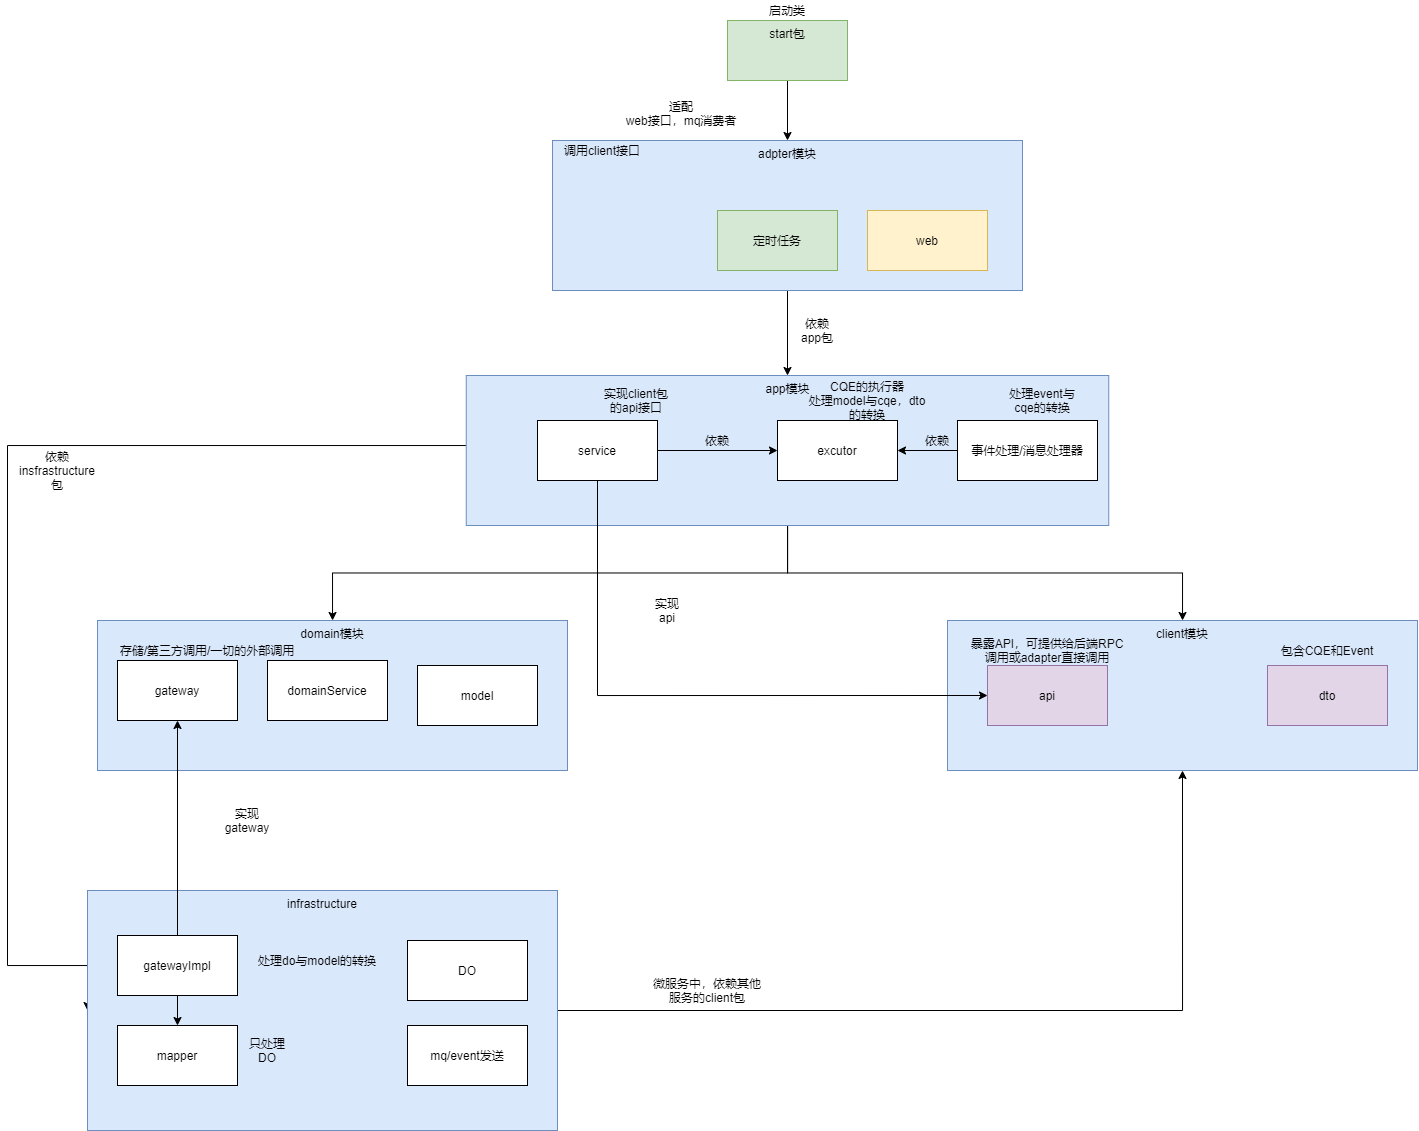 启动类
start包
适配
web接口，mq消费者
调用client接口
adpter模块
定时任务
web
依赖
app包
app模块
实现client包
的api接口
CQE的执行器
处理model与cqe，dto
的转换
处理event与
cqe的转换
service
依赖
excutor
依赖
事件处理/消息处理器
依赖
insfrastructure
包
实现
api
domain模块
存储/第三方调用/一切的外部调用
gateway
domainService
model
client模块
暴露API，可提供给后端RPC
调用或adapter直接调用
包含CQE和Event
api
dto
实现
gateway
infrastructure
gatewayImpl
处理do与model的转换
DO
mapper
只处理
DO
mq/event发送
微服务中，依赖其他
服务的client包